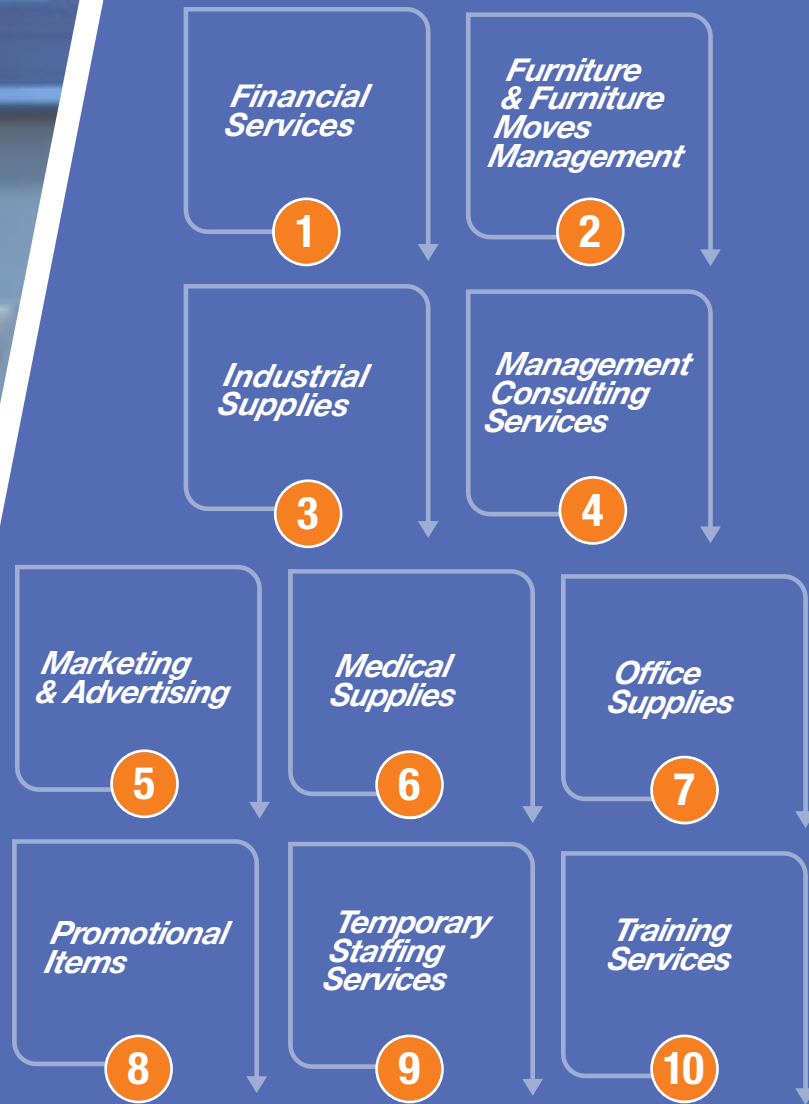 Financial
Services
1
Furniture
& Furniture
Moves
Management
2
Industrial
Supplies
3
Management
Consulting
Services
4
Marketing
& Advertising
5
Medical
Supplies
6
Office
Supplies
7
Promotional
Items
8
Temporary
Staffing
Services
9
Training
Services
10